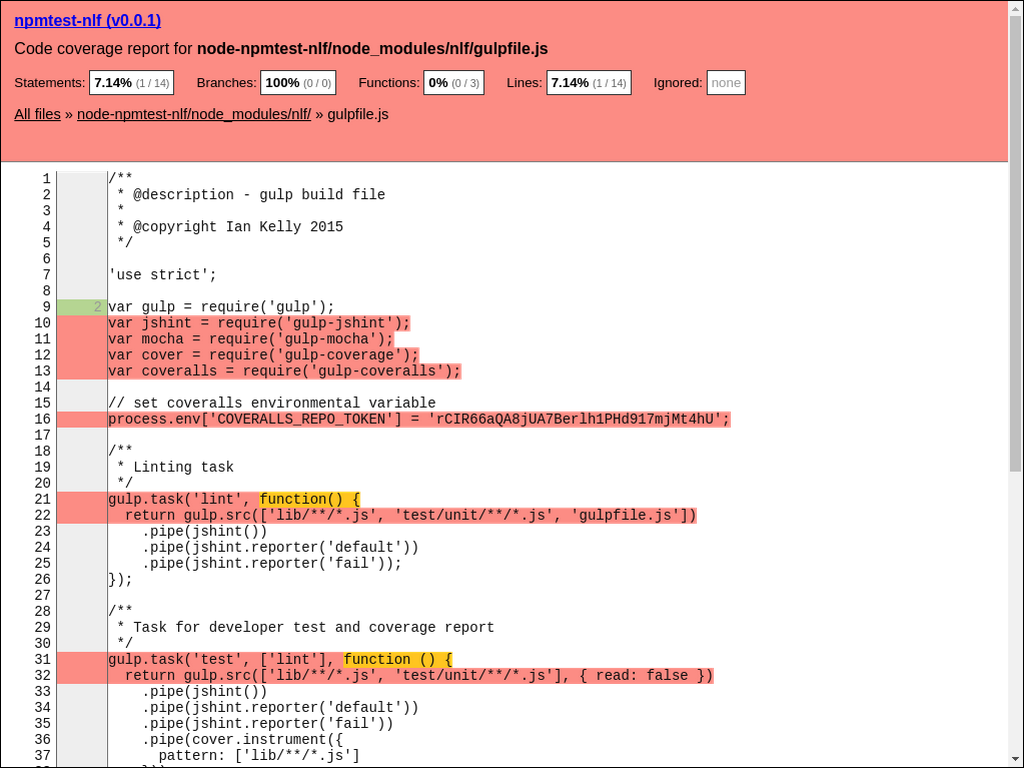 npmtest-nlf (v0.0.1)
Code coverage report for node-npmtest-nlf/node_modules/nlf/gulpfile.js
Statements: 7.14% (1 / 14) Branches: 100% (0 / 0) Functions: 0% (0 / 3) Lines: 7.14% (1 / 14) Ignored: none
All files » node-npmtest-nlf/node_modules/nlf/ » gulpfile.js
1 /**
2  * @description - gulp build file
3  *
4  * @copyright Ian Kelly 2015
5  */
6
7 'use strict';
8
9 2 var gulp = require('gulp');
10 var jshint = require('gulp-jshint');
11 var mocha = require('gulp-mocha');
12 var cover = require('gulp-coverage');
13 var coveralls = require('gulp-coveralls');
14
15 // set coveralls environmental variable
16 process.env['COVERALLS_REPO_TOKEN'] = 'rCIR66aQA8jUA7Berlh1PHd917mjMt4hU';
17
18 /**
19  * Linting task
20  */
21 gulp.task('lint', function() {
22   return gulp.src(['lib/**/*.js', 'test/unit/**/*.js', 'gulpfile.js'])
23     .pipe(jshint())
24     .pipe(jshint.reporter('default'))
25     .pipe(jshint.reporter('fail'));
26 });
27
28 /**
29  * Task for developer test and coverage report
30  */
31 gulp.task('test', ['lint'], function () {
32   return gulp.src(['lib/**/*.js', 'test/unit/**/*.js'], { read: false })
33     .pipe(jshint())
34     .pipe(jshint.reporter('default'))
35     .pipe(jshint.reporter('fail'))
36     .pipe(cover.instrument({
37       pattern: ['lib/**/*.js']